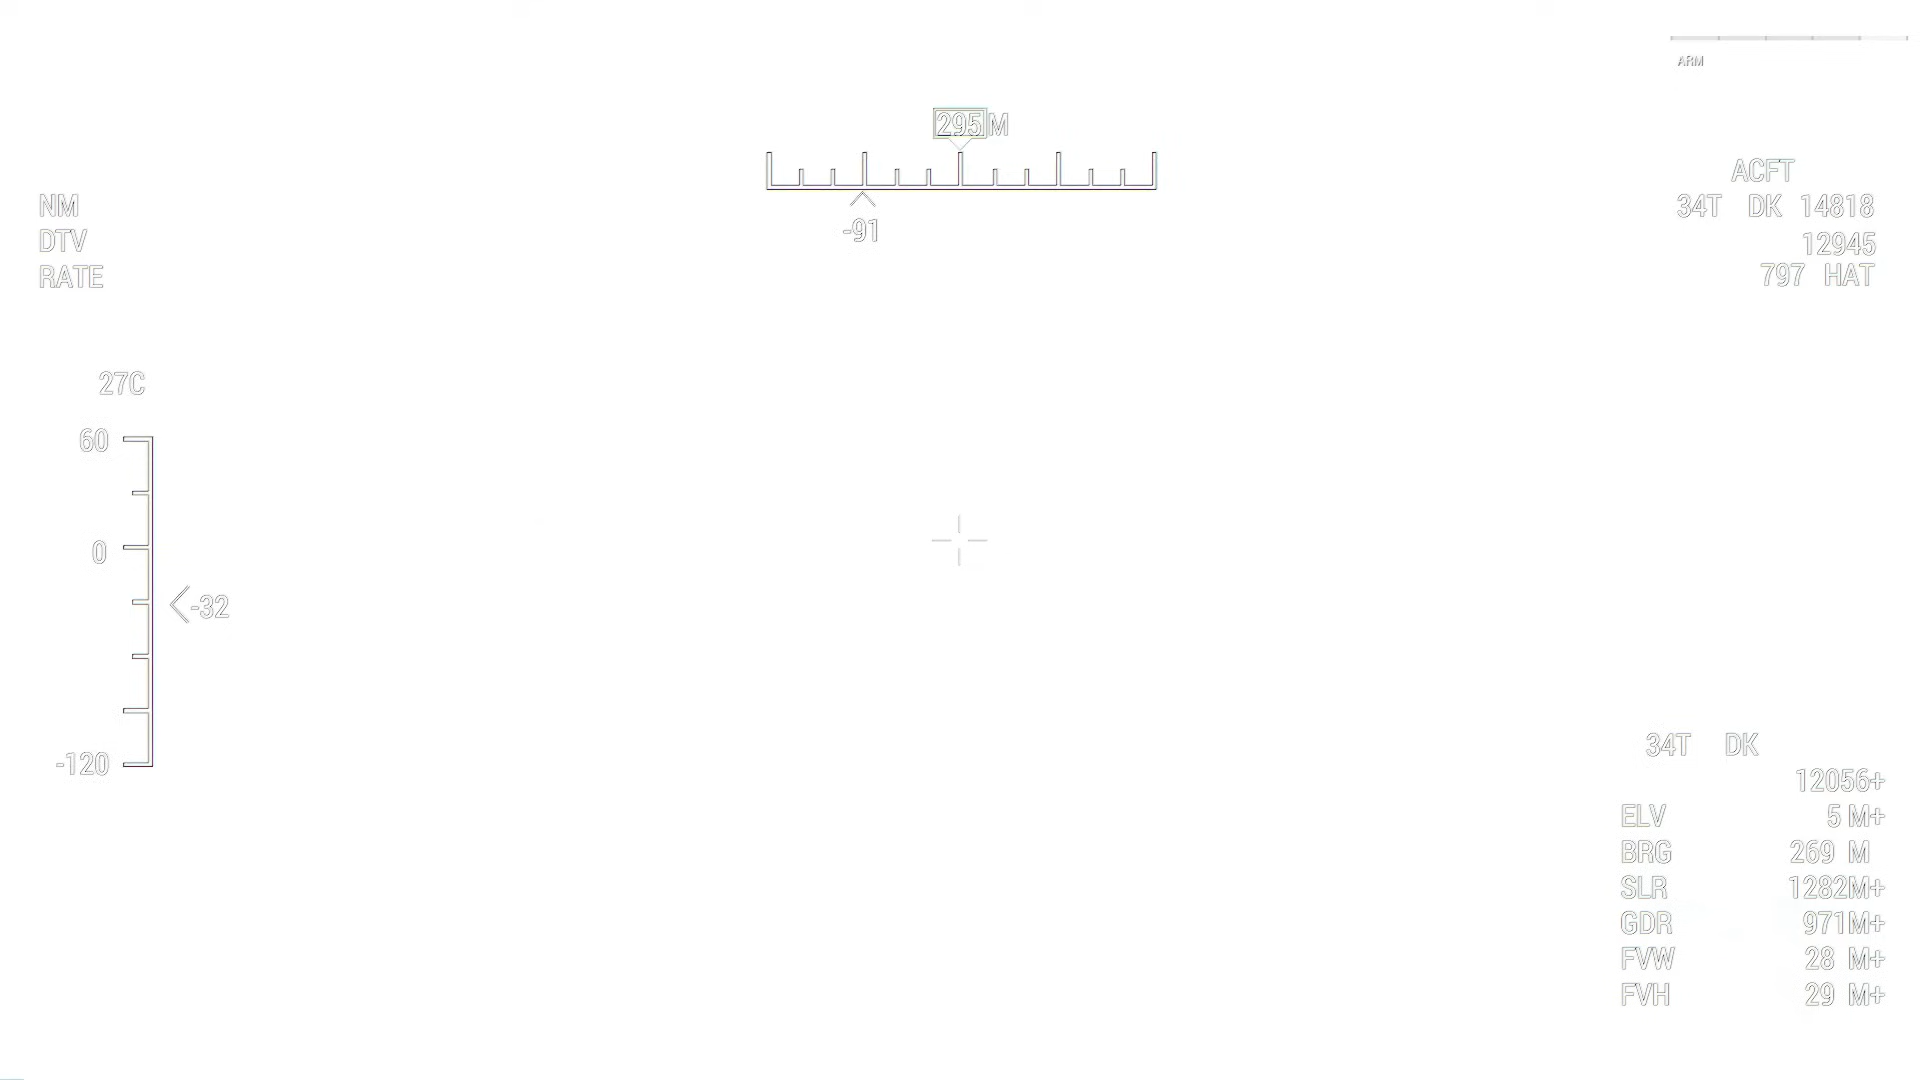 ARM
295 M
-91
NM
DTV
RATE
ACFT
34T DK 14818
12945
797 HAT
27C
60
0
-32
-120
34T DK
12056+
ELV 5 M+
BRG 269 M
SLR 1282M+
GDR 971M+
FVW 28 M+
FVH 29 M+